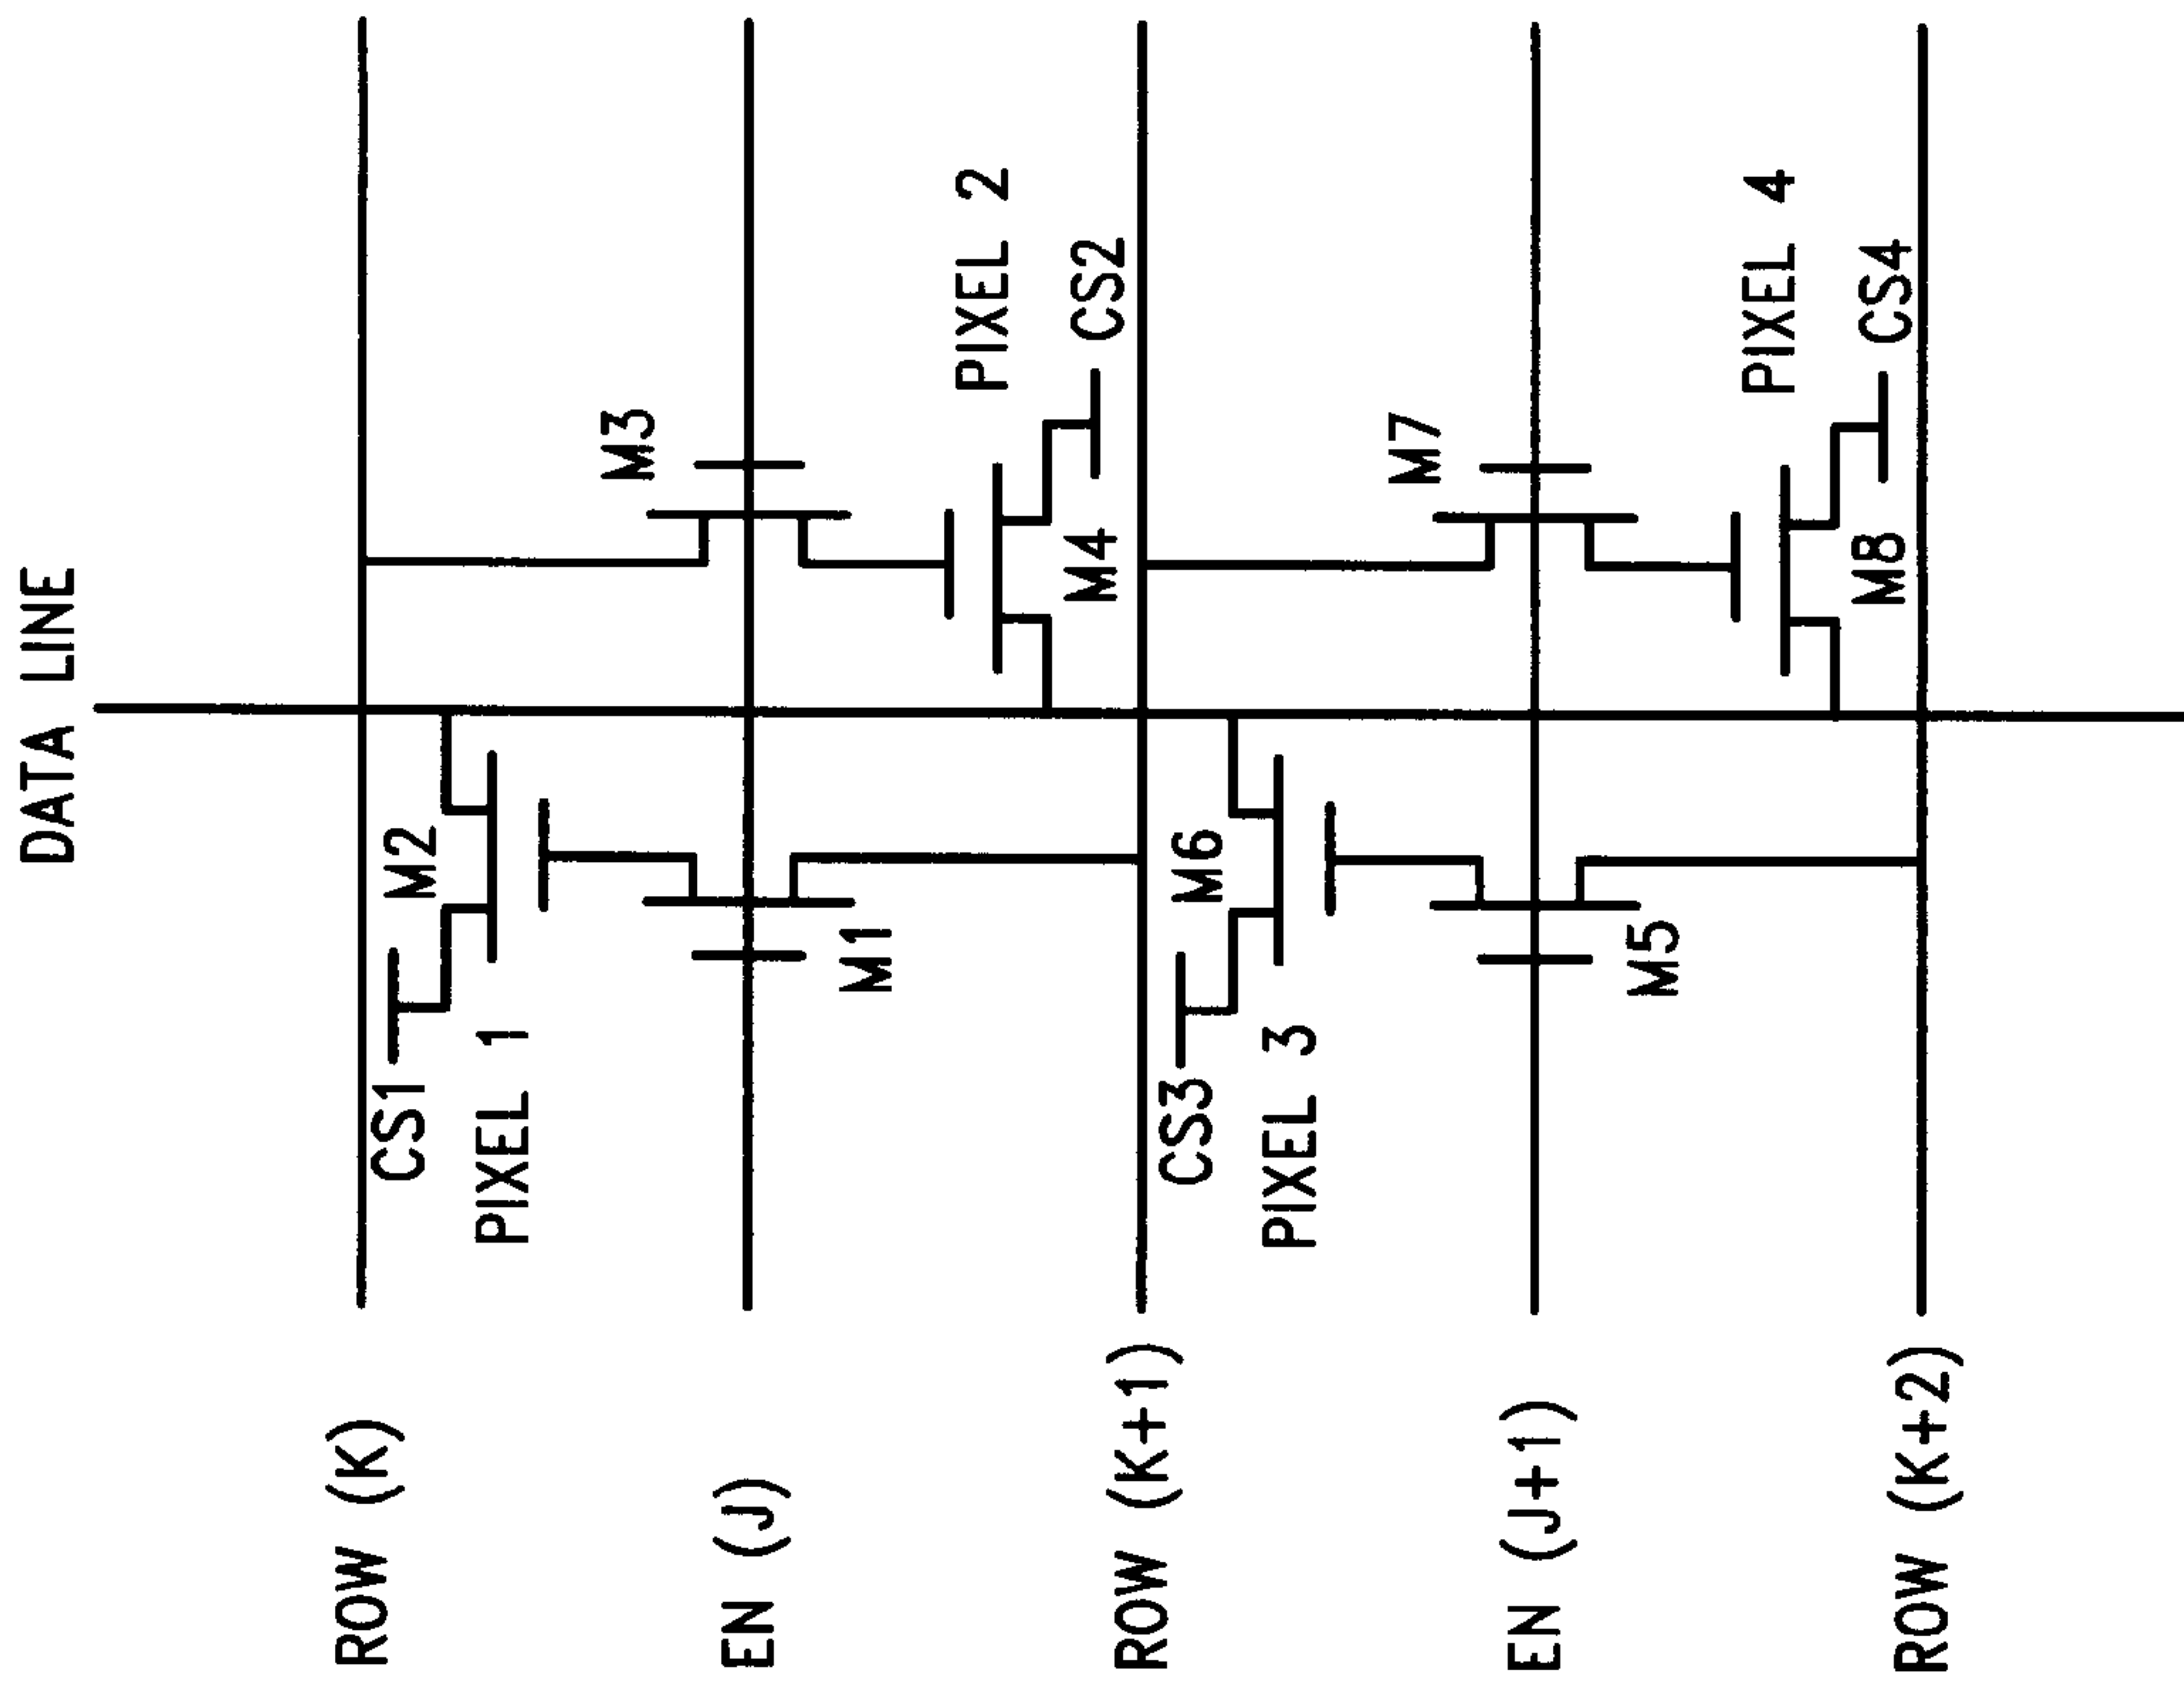 DATA LINE
ROW (K)
CS1
M2
PIXEL 1
M3
EN (J)
M1
PIXEL 2
M4
CS2
ROW (K+1)
CS3
M6
PIXEL 3
M7
EN (J+1)
M5
PIXEL 4
M8
CS4
ROW (K+2)